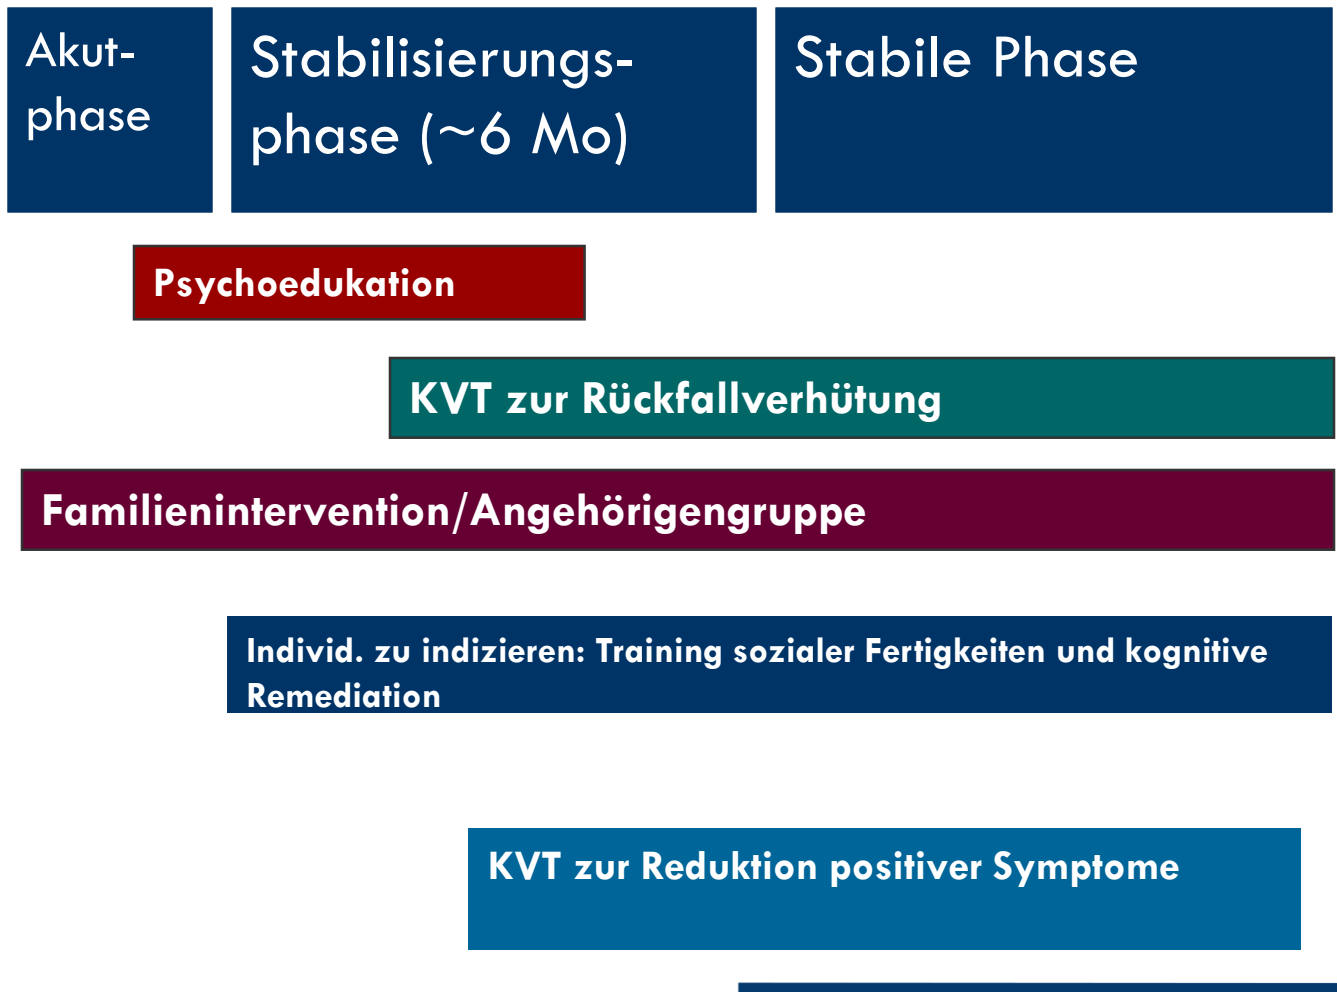 Akut-
phase
Stabilisierungs-
phase (~6 Mo)
Stabile Phase
Psychoedukation
KVT zur Rückfallverhütung
Familienintervention/Angehörigengruppe
Individ. zu indizieren: Training sozialer Fertigkeiten und kognitive
Remediation
KVT zur Reduktion positiver Symptome